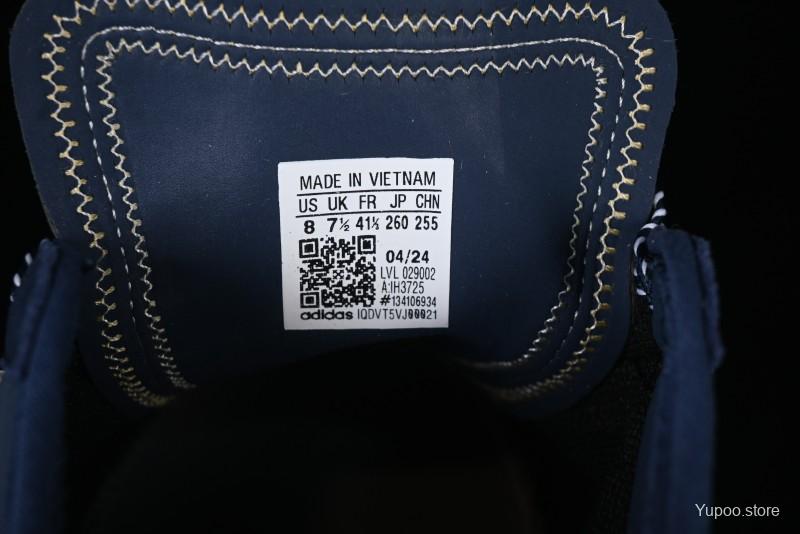 MADE IN VIETNAM
US UK FR JP CHN
8 7½ 41⅓ 260 255
04/24
LVL 029002
A:IH3725
#134106934
adidas IQDVT5VJ00021
Yupoo.store